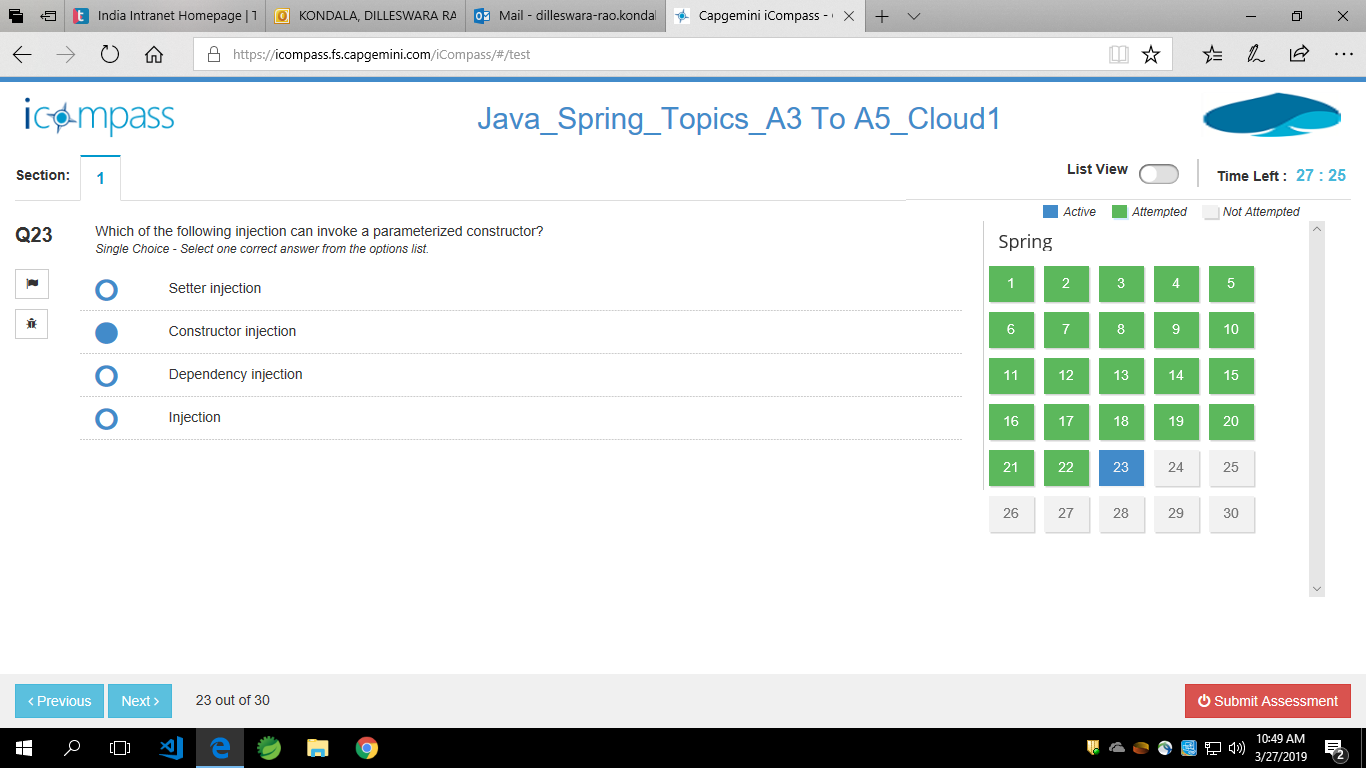 India Intranet Homepage | T
KONDALA, DILLESWARA RA
Mail - dilleswara-rao.kondal
Capgemini iCompass -
https://icompass.fs.capgemini.com/iCompass/#/test
icompass
Java_Spring_Topics_A3 To A5_Cloud1
Section: 1
List View
Time Left : 27 : 25
Active Attempted Not Attempted
Q23
Which of the following injection can invoke a parameterized constructor?
Single Choice - Select one correct answer from the options list.
Setter injection
Constructor injection
Dependency injection
Injection
Spring
1 2 3 4 5
6 7 8 9 10
11 12 13 14 15
16 17 18 19 20
21 22 23 24 25
26 27 28 29 30
‹ Previous
Next ›
23 out of 30
Submit Assessment
10:49 AM
3/27/2019
2